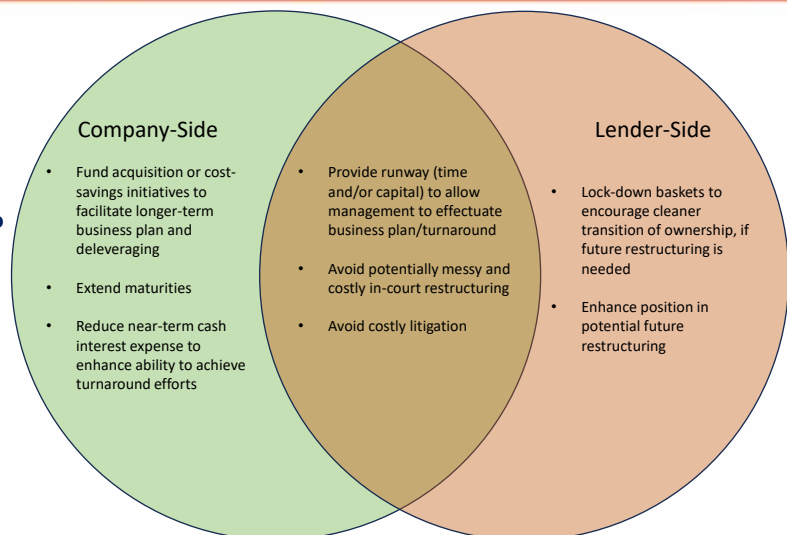 Company-Side
• Fund acquisition or cost-
savings initiatives to
facilitate longer-term
business plan and
deleveraging
• Extend maturities
• Reduce near-term cash
interest expense to
enhance ability to achieve
turnaround efforts
• Provide runway (time
and/or capital) to allow
management to effectuate
business plan/turnaround
• Avoid potentially messy and
costly in-court restructuring
• Avoid costly litigation
Lender-Side
• Lock-down baskets to
encourage cleaner
transition of ownership, if
future restructuring is
needed
• Enhance position in
potential future
restructuring